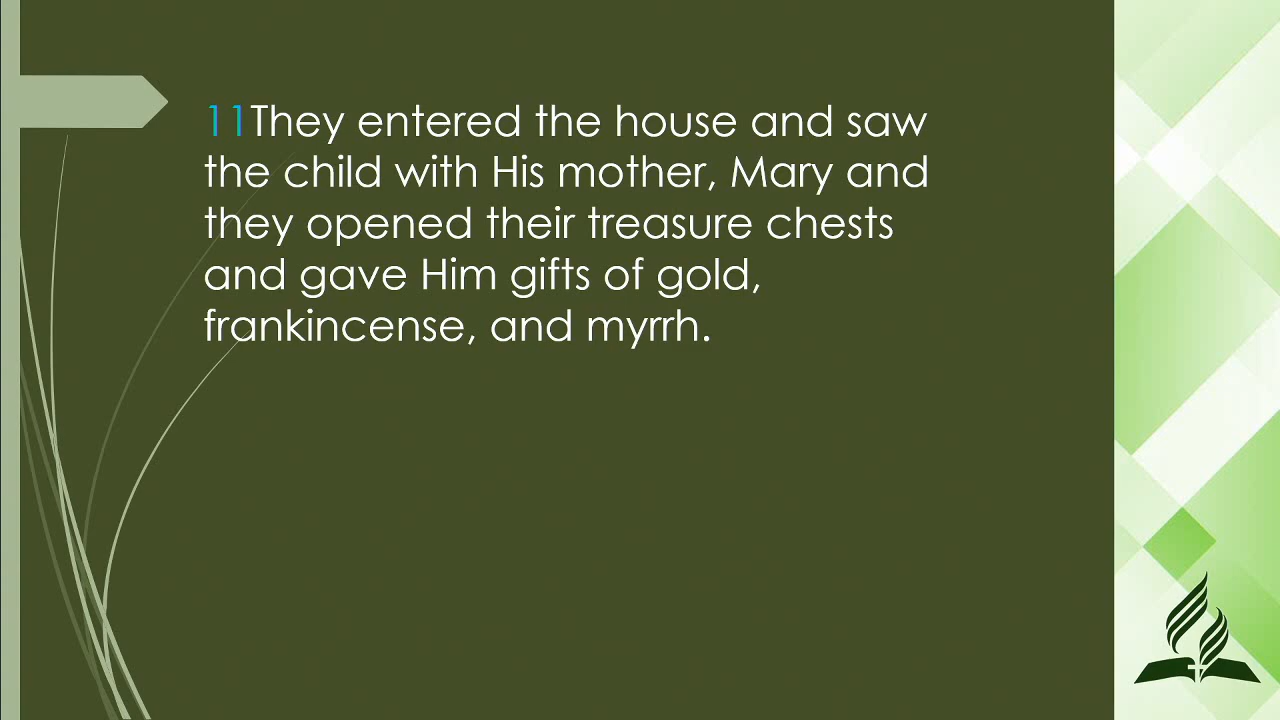 11They entered the house and saw
the child with His mother, Mary and
they opened their treasure chests
and gave Him gifts of gold,
frankincense, and myrrh.